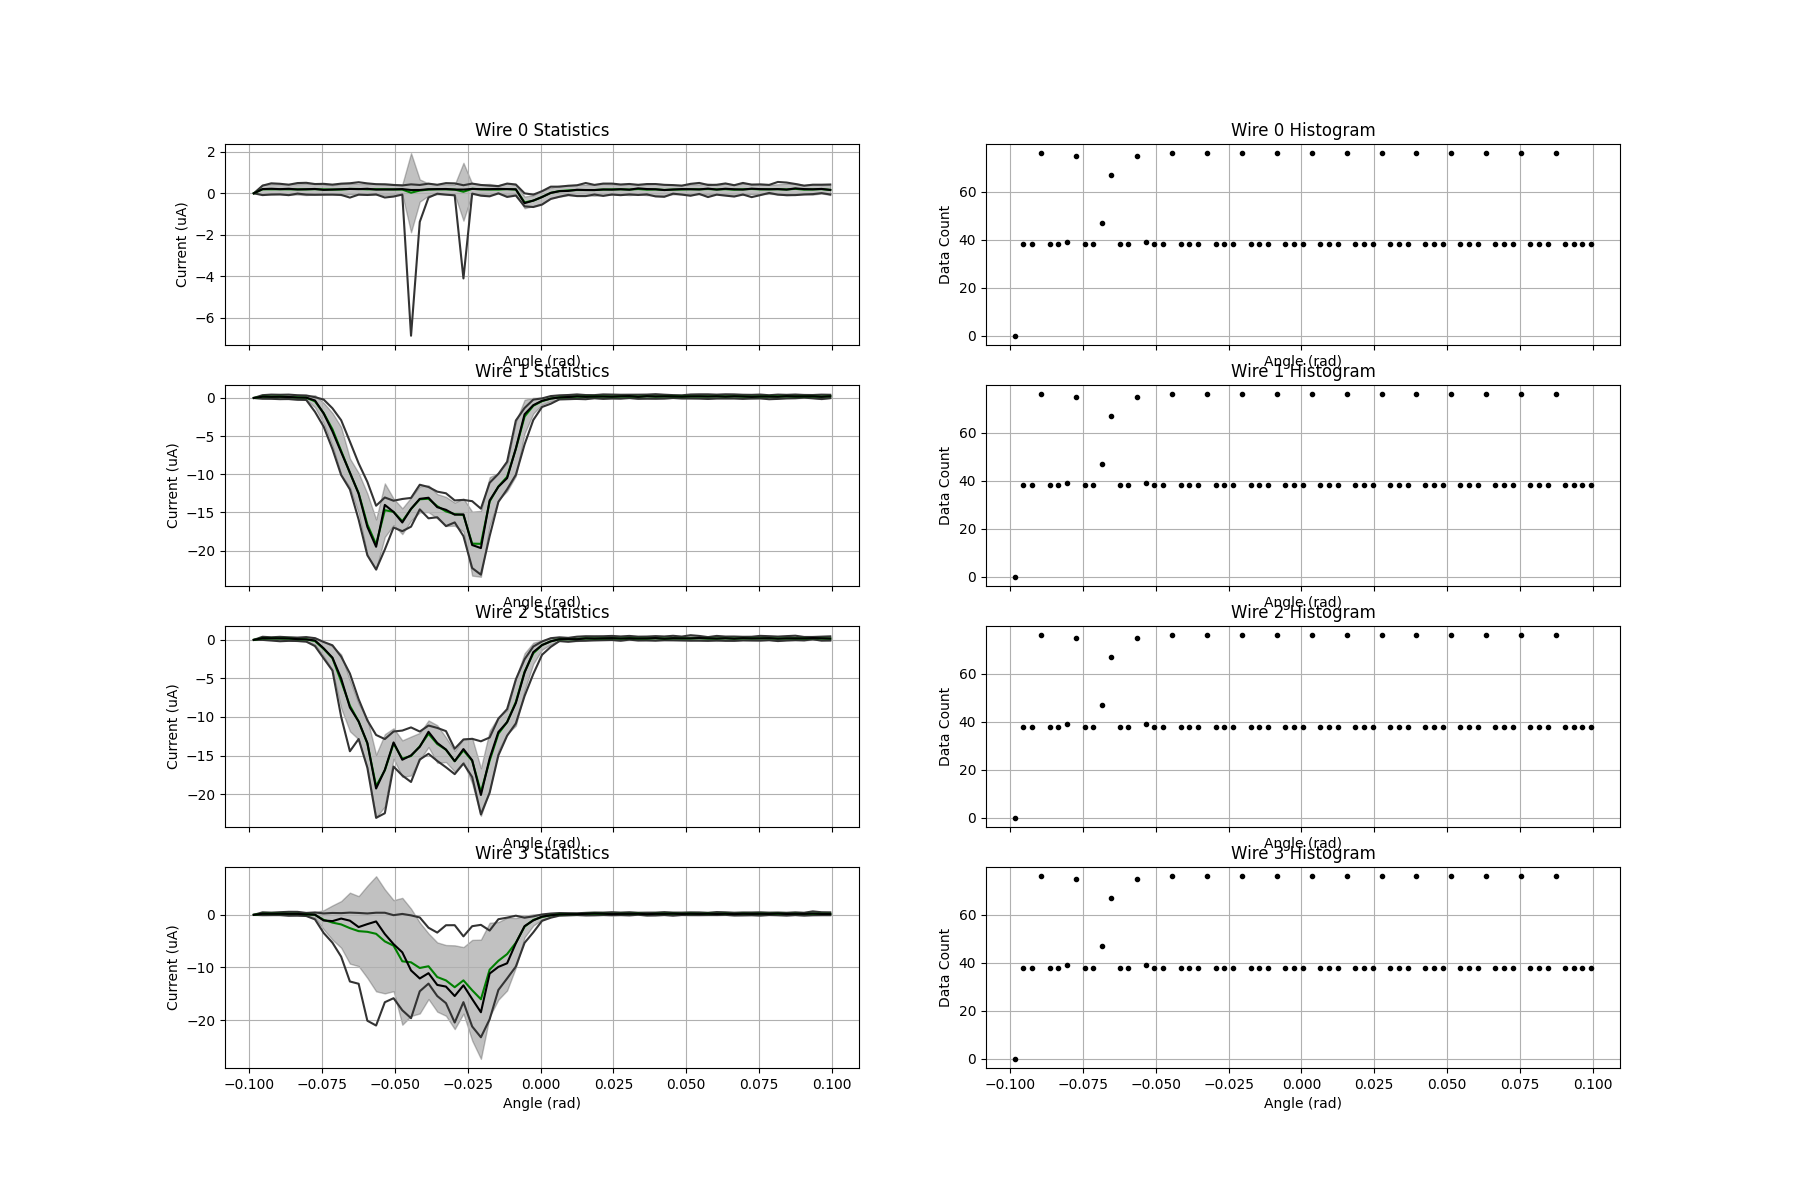 Wire 0 Statistics
Current (uA)
2
0
−2
−4
−6
Angle (rad)
Wire 0 Histogram
Data Count
60
40
20
0
Angle (rad)
Wire 1 Statistics
Current (uA)
0
−5
−10
−15
−20
Angle (rad)
Wire 1 Histogram
Data Count
60
40
20
0
Angle (rad)
Wire 2 Statistics
Current (uA)
0
−5
−10
−15
−20
Angle (rad)
Wire 2 Histogram
Data Count
60
40
20
0
Angle (rad)
Wire 3 Statistics
Current (uA)
0
−10
−20
−0.100 −0.075 −0.050 −0.025 0.000 0.025 0.050 0.075 0.100
Angle (rad)
Wire 3 Histogram
Data Count
60
40
20
0
−0.100 −0.075 −0.050 −0.025 0.000 0.025 0.050 0.075 0.100
Angle (rad)